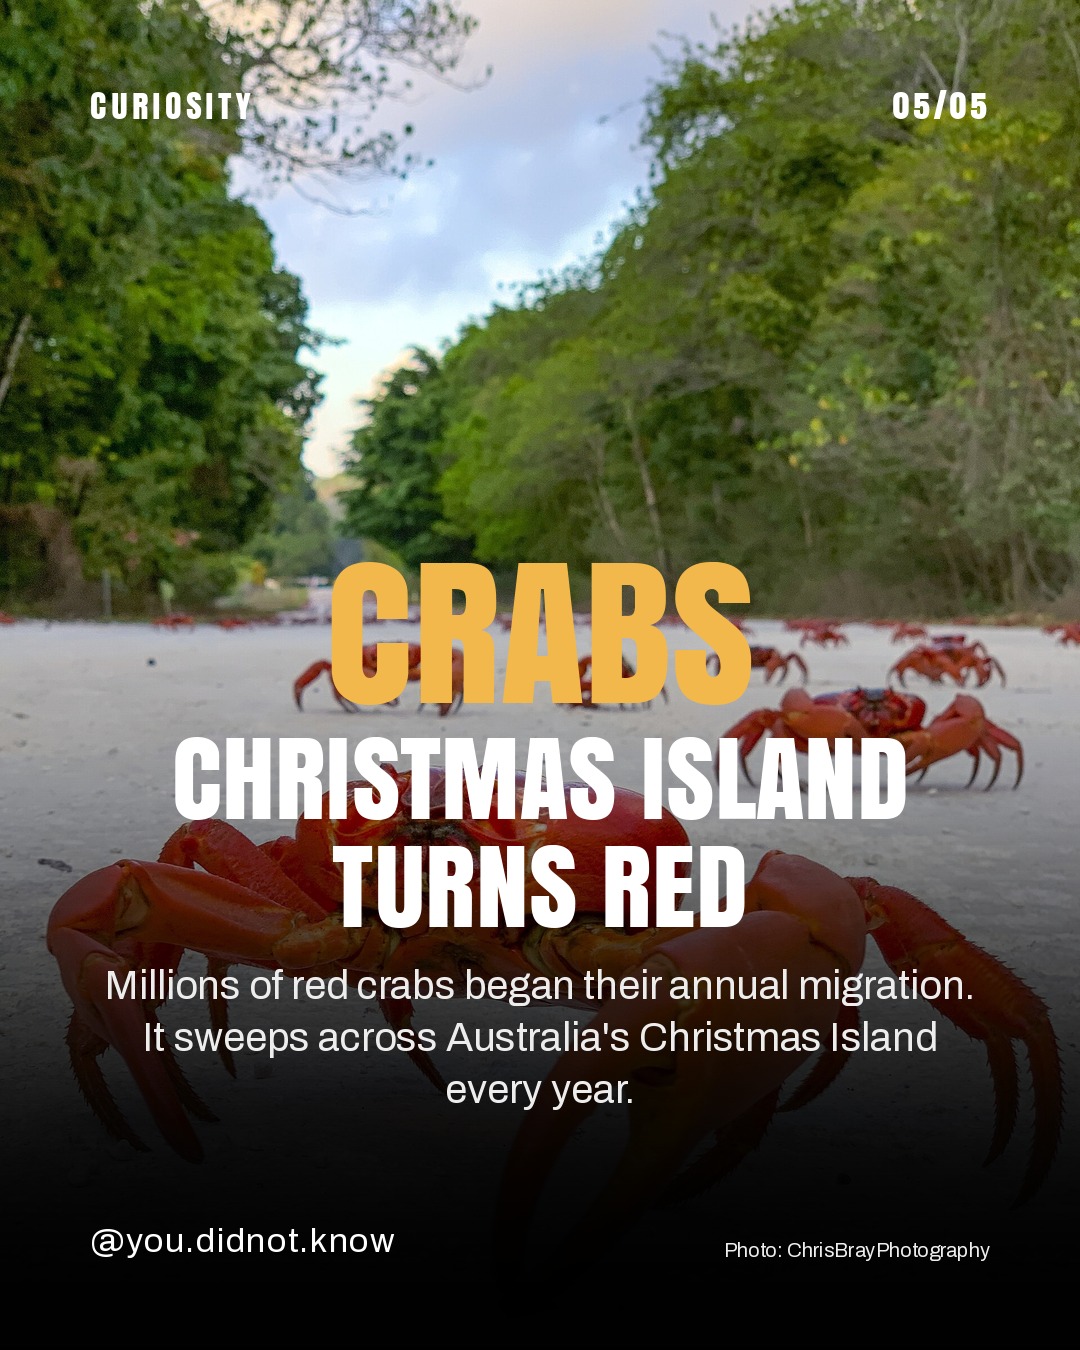 CURIOSITY
05/05
CRABS
CHRISTMAS ISLAND
TURNS RED
Millions of red crabs began their annual migration.
It sweeps across Australia's Christmas Island
every year.
@you.didnot.know
Photo: ChrisBrayPhotography